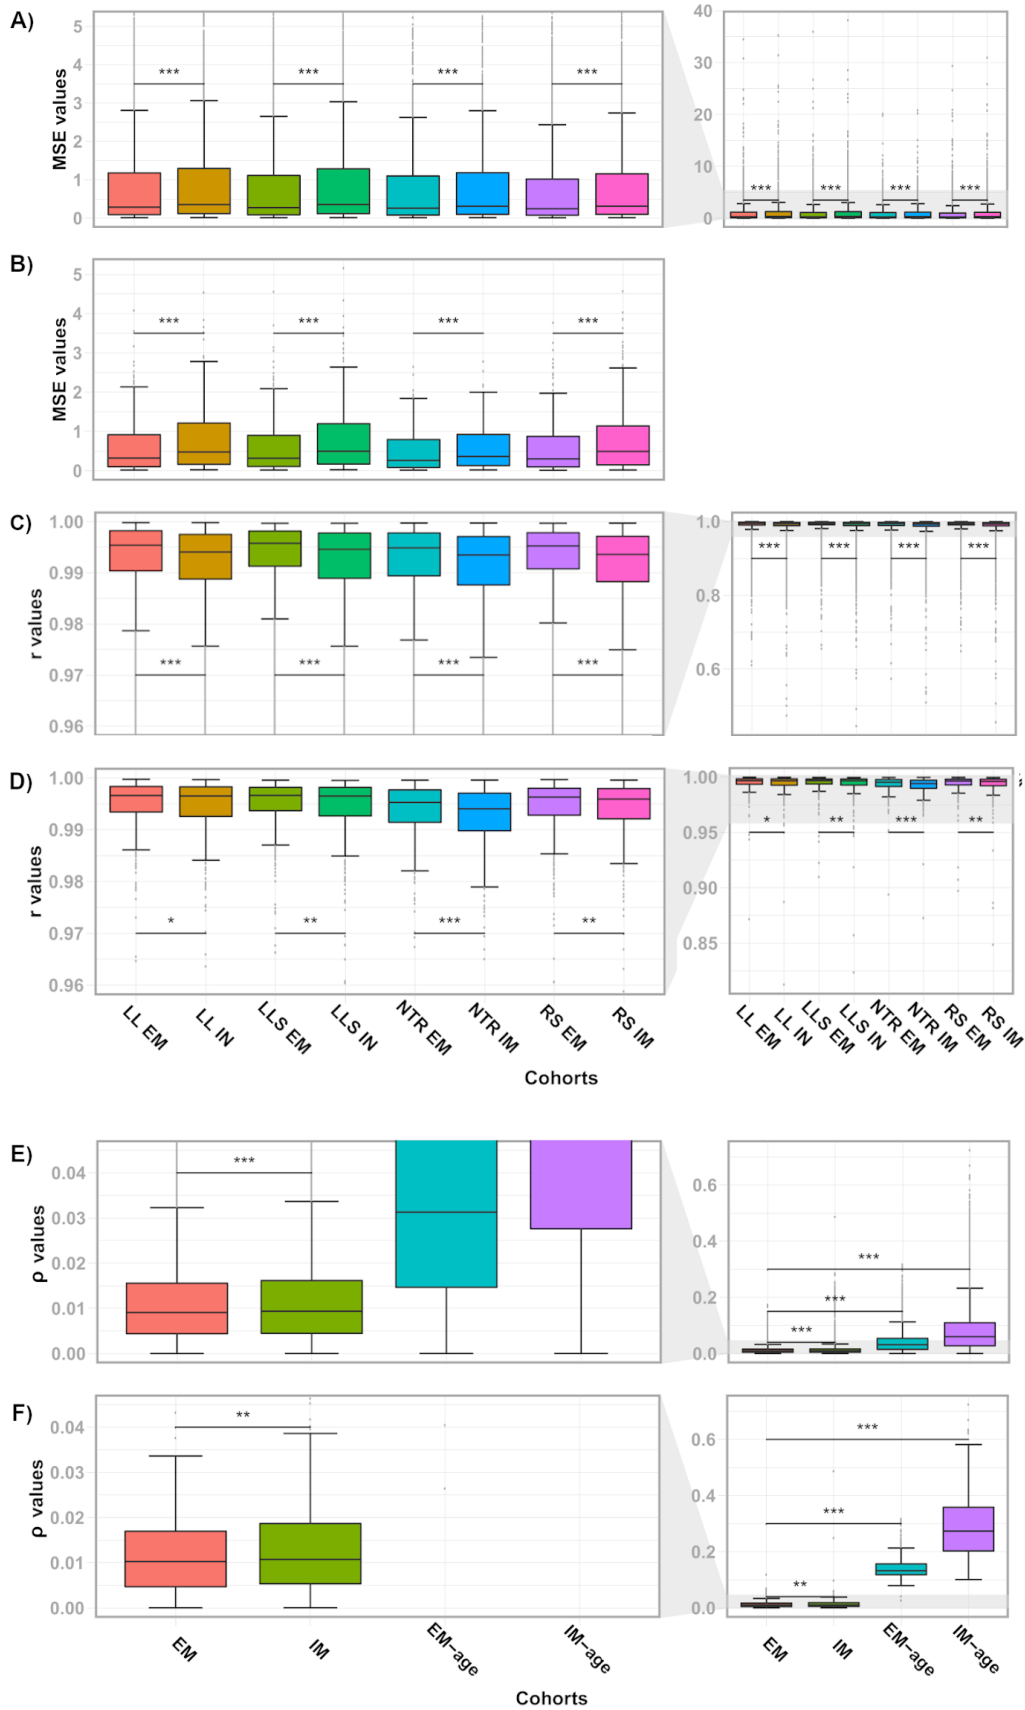 A)
MSE values
5
4
3
2
1
0
***
***
***
***
40
30
20
10
0
***
***
***
***
B)
MSE values
5
4
3
2
1
0
***
***
***
***
C)
r values
1.00
0.99
0.98
0.97
0.96
***
***
***
***
1.0
0.8
0.6
***
***
***
***
D)
r values
1.00
0.99
0.98
0.97
0.96
*
**
***
**
LL EM
LL IN
LLS EM
LLS IN
NTR EM
NTR IM
RS EM
RS IM
1.00
0.95
0.90
0.85
*
**
***
**
LL EM
LL IN
LLS EM
LLS IN
NTR EM
NTR IM
RS EM
RS IM
Cohorts
E)
ρ values
0.04
0.03
0.02
0.01
0.00
***
0.6
0.4
0.2
0.0
***
***
***
F)
ρ values
0.04
0.03
0.02
0.01
0.00
**
EM
IM
EM-age
IM-age
0.6
0.4
0.2
0.0
***
***
**
EM
IM
EM-age
IM-age
Cohorts